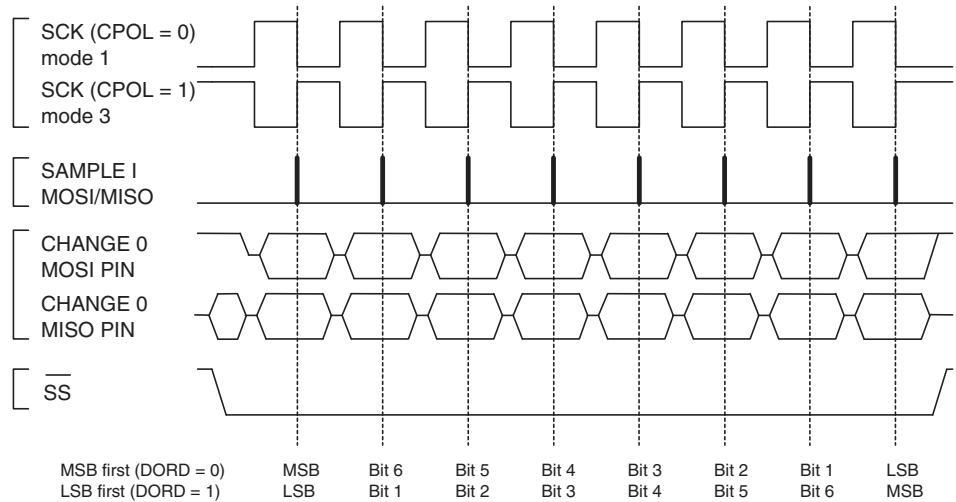 SCK (CPOL = 0)
mode 1
SCK (CPOL = 1)
mode 3
SAMPLE I
MOSI/MISO
CHANGE 0
MOSI PIN
CHANGE 0
MISO PIN
SS
MSB first (DORD = 0) MSB Bit 6 Bit 5 Bit 4 Bit 3 Bit 2 Bit 1 LSB
LSB first (DORD = 1) LSB Bit 1 Bit 2 Bit 3 Bit 4 Bit 5 Bit 6 MSB